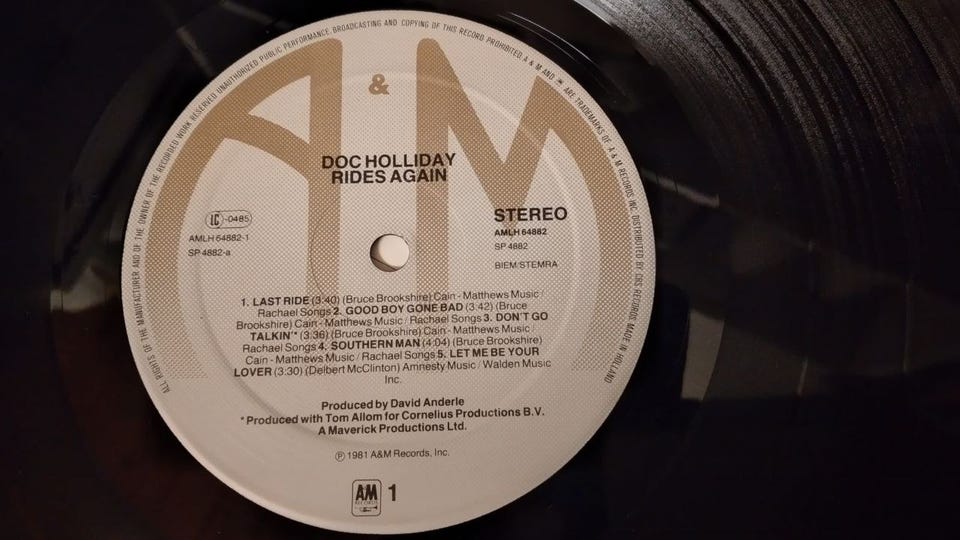 ALL RIGHTS OF THE MANUFACTURER AND OF THE OWNER OF THE RECORDED WORK RESERVED UNAUTHORIZED PUBLIC PERFORMANCE, BROADCASTING AND COPYING OF THIS RECORD PROHIBITED A & M AND ARE TRADEMARKS OF A & M RECORDS INC. DISTRIBUTED BY CBS RECORDS MADE IN HOLLAND
A & M
DOC HOLLIDAY
RIDES AGAIN
LC -0485
AMLH 64882-1
SP 4882-a
STEREO
AMLH 64882
SP 4882
BIEM/STEMRA
1. LAST RIDE (3:40) (Bruce Brookshire) Cain - Matthews Music /
Rachael Songs 2. GOOD BOY GONE BAD (3:42) (Bruce
Brookshire) Cain - Matthews Music / Rachael Songs 3. DON'T GO
TALKIN'* (3:36) (Bruce Brookshire) Cain - Matthews Music /
Rachael Songs 4. SOUTHERN MAN (4:04) (Bruce Brookshire)
Cain - Matthews Music / Rachael Songs 5. LET ME BE YOUR
LOVER (3:30) (Delbert McClinton) Amnesty Music / Walden Music
Inc.
Produced by David Anderle
*Produced with Tom Allom for Cornelius Productions B.V.
A Maverick Productions Ltd.
℗ 1981 A&M Records, Inc.
A&M
RECORDS
1